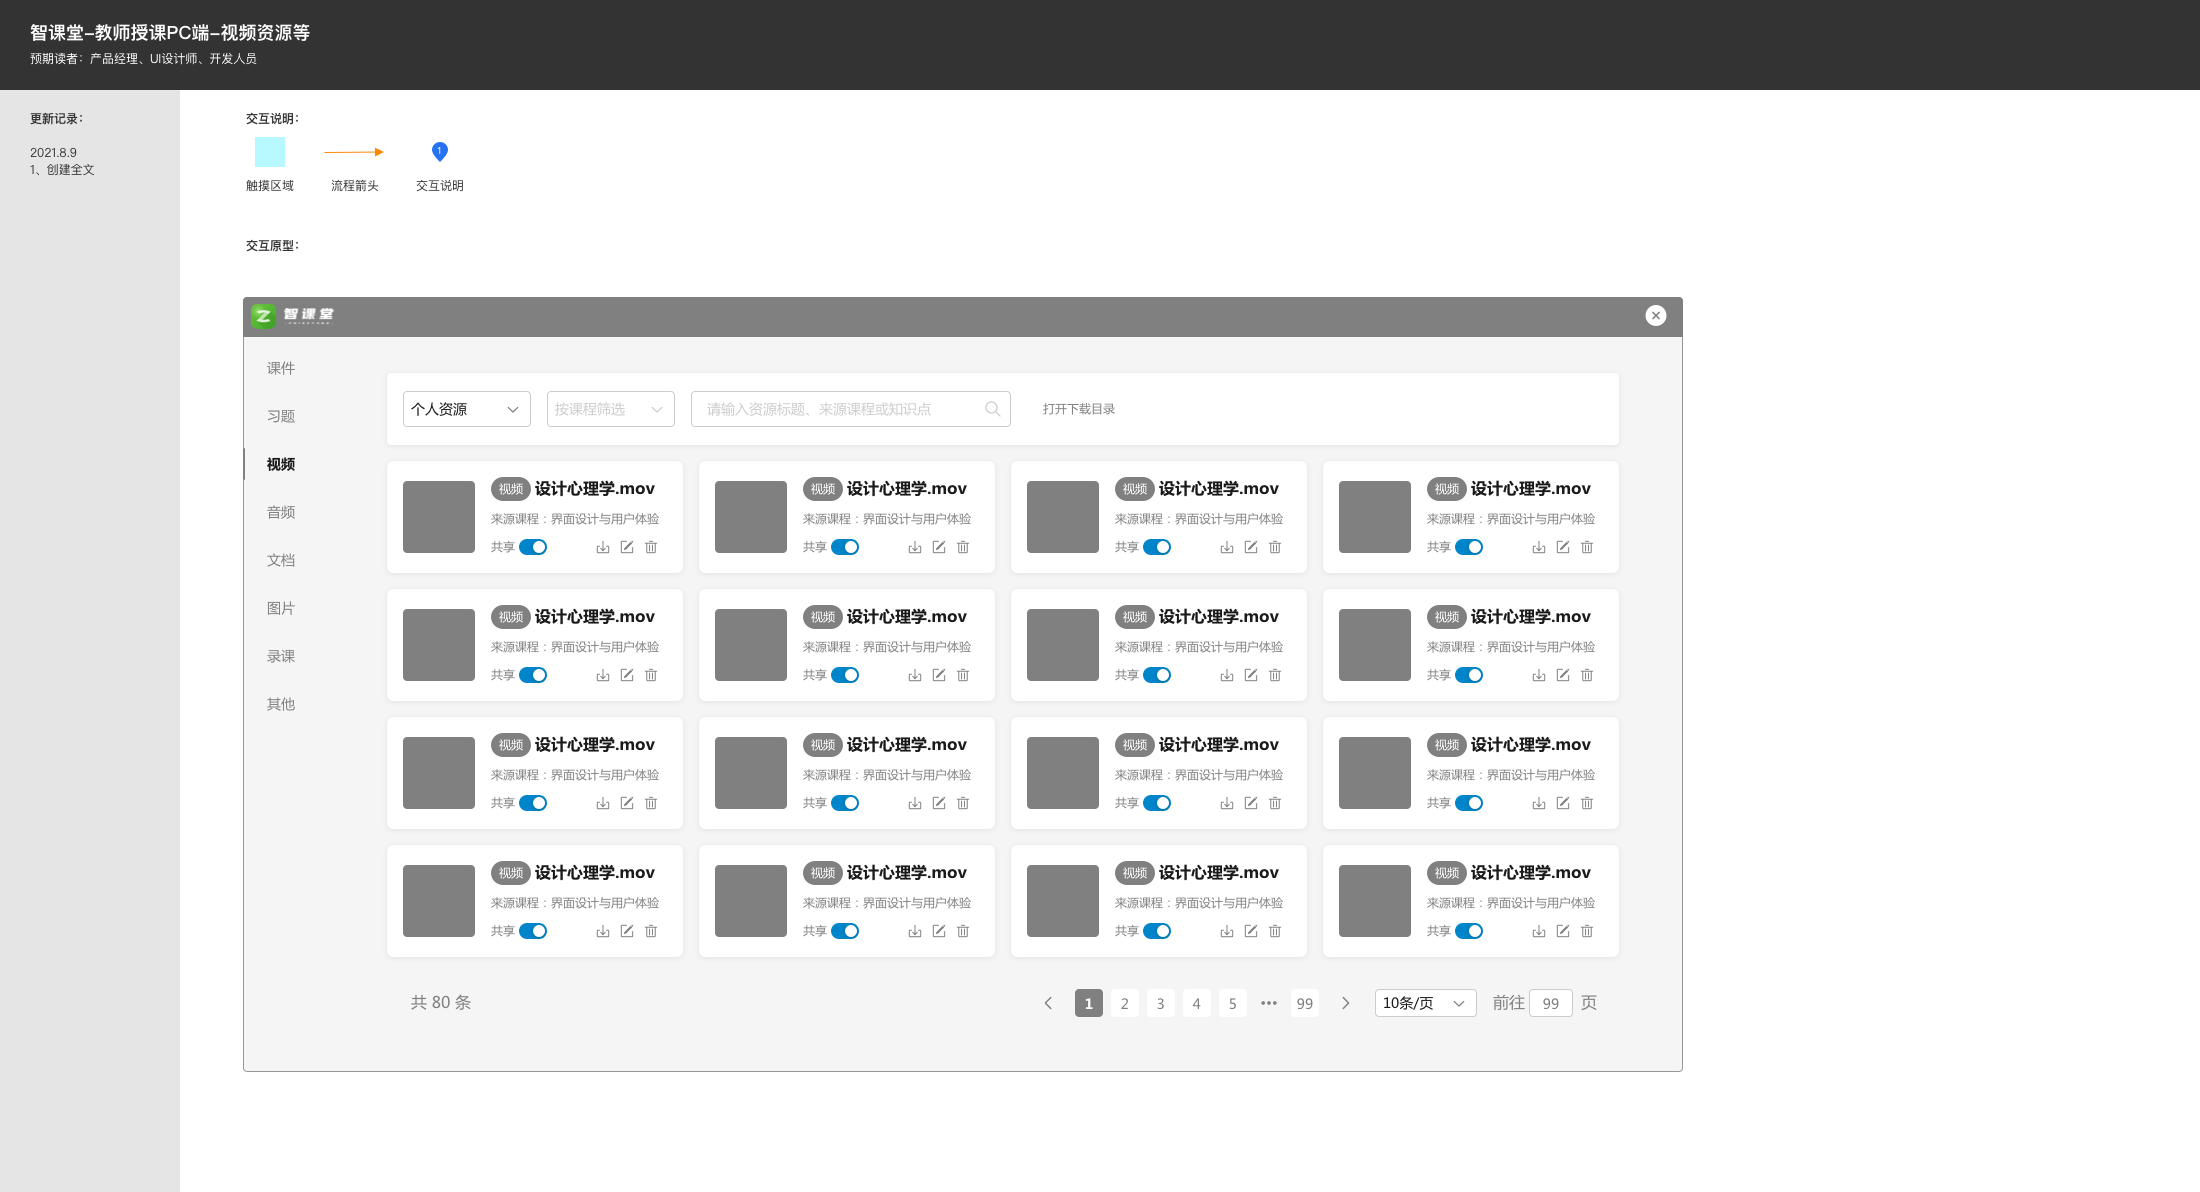 智课堂-教师授课PC端-视频资源等
预期读者：产品经理、UI设计师、开发人员
更新记录：
2021.8.9
1、创建全文
交互说明：
1
触摸区域 流程箭头 交互说明
交互原型：
智课堂
课件
习题
视频
音频
文档
图片
录课
其他
个人资源 按课程筛选 请输入资源标题、来源课程或知识点 打开下载目录
视频 设计心理学.mov 视频 设计心理学.mov 视频 设计心理学.mov 视频 设计心理学.mov
来源课程：界面设计与用户体验 来源课程：界面设计与用户体验 来源课程：界面设计与用户体验 来源课程：界面设计与用户体验
共享 共享 共享 共享
视频 设计心理学.mov 视频 设计心理学.mov 视频 设计心理学.mov 视频 设计心理学.mov
来源课程：界面设计与用户体验 来源课程：界面设计与用户体验 来源课程：界面设计与用户体验 来源课程：界面设计与用户体验
共享 共享 共享 共享
视频 设计心理学.mov 视频 设计心理学.mov 视频 设计心理学.mov 视频 设计心理学.mov
来源课程：界面设计与用户体验 来源课程：界面设计与用户体验 来源课程：界面设计与用户体验 来源课程：界面设计与用户体验
共享 共享 共享 共享
视频 设计心理学.mov 视频 设计心理学.mov 视频 设计心理学.mov 视频 设计心理学.mov
来源课程：界面设计与用户体验 来源课程：界面设计与用户体验 来源课程：界面设计与用户体验 来源课程：界面设计与用户体验
共享 共享 共享 共享
共 80 条 1 2 3 4 5 ••• 99 10条/页 前往 99 页